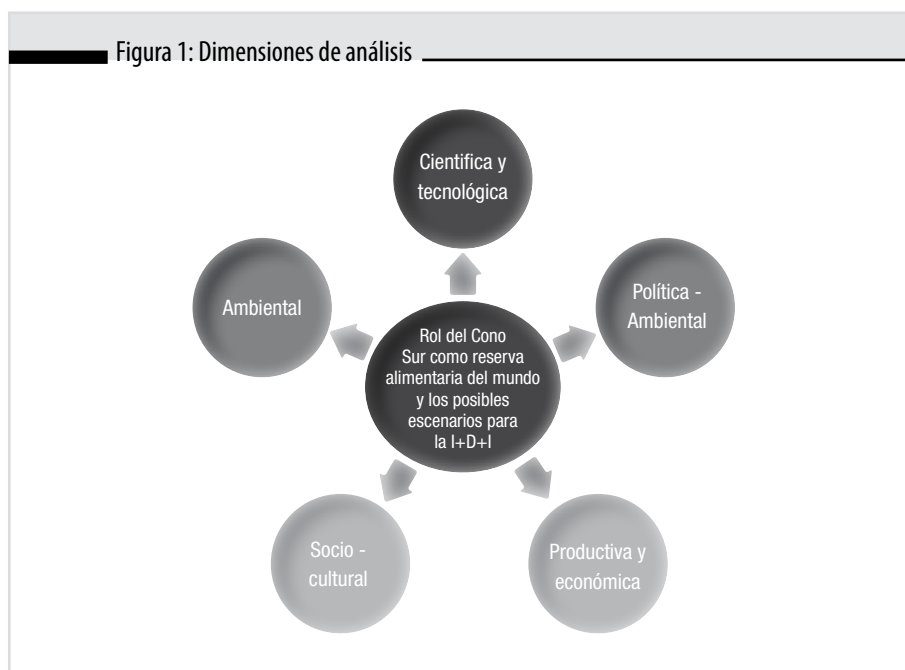 Figura 1: Dimensiones de análisis
Cientifica y
tecnológica
Ambiental
Política -
Ambiental
Rol del Cono
Sur como reserva
alimentaria del mundo
y los posibles
escenarios para
la I+D+I
Socio -
cultural
Productiva y
económica